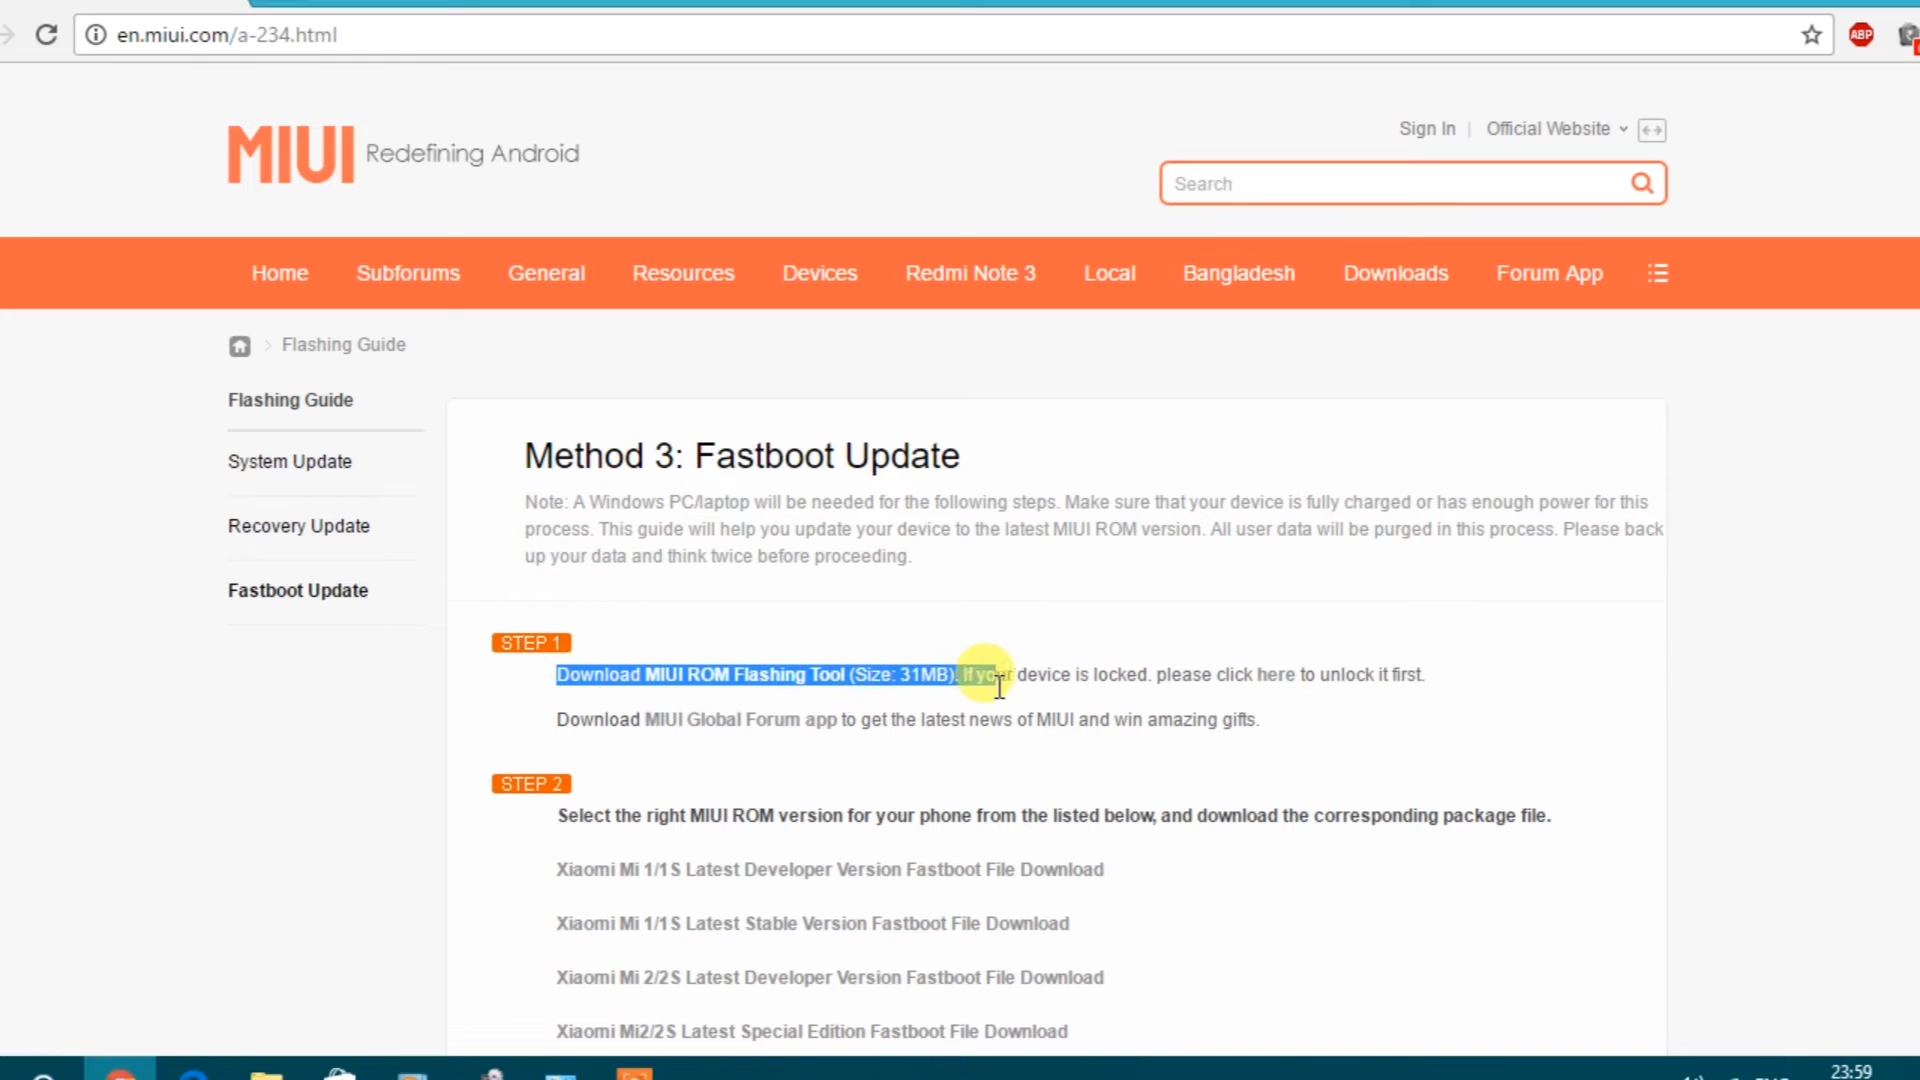 en.miui.com/a-234.html
ABP
MIUI Redefining Android
Sign In | Official Website
Search
Home Subforums General Resources Devices Redmi Note 3 Local Bangladesh Downloads Forum App
Flashing Guide
Flashing Guide
System Update
Recovery Update
Fastboot Update
Method 3: Fastboot Update
Note: A Windows PC/laptop will be needed for the following steps. Make sure that your device is fully charged or has enough power for this
process. This guide will help you update your device to the latest MIUI ROM version. All user data will be purged in this process. Please back
up your data and think twice before proceeding.
STEP 1
Download MIUI ROM Flashing Tool (Size: 31MB). If your device is locked. please click here to unlock it first.
Download MIUI Global Forum app to get the latest news of MIUI and win amazing gifts.
STEP 2
Select the right MIUI ROM version for your phone from the listed below, and download the corresponding package file.
Xiaomi Mi 1/1S Latest Developer Version Fastboot File Download
Xiaomi Mi 1/1S Latest Stable Version Fastboot File Download
Xiaomi Mi 2/2S Latest Developer Version Fastboot File Download
Xiaomi Mi2/2S Latest Special Edition Fastboot File Download
23:59